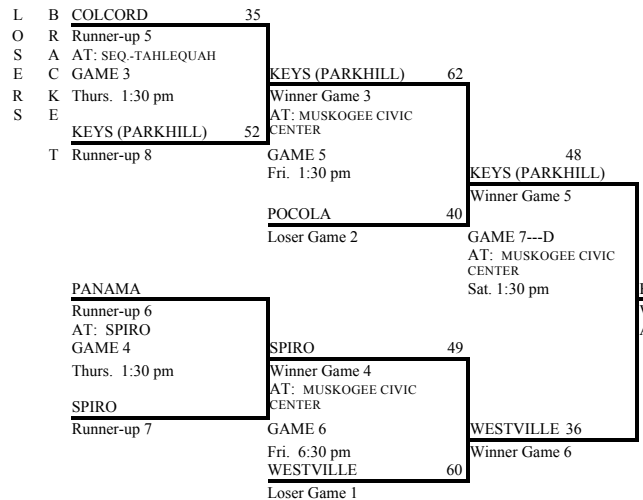 L B COLCORD 35
O R Runner-up 5
S A AT: SEQ.-TAHLEQUAH
E C GAME 3
R K Thurs. 1:30 pm
S E
KEYS (PARKHILL) 52
T Runner-up 8
KEYS (PARKHILL) 62
Winner Game 3
AT: MUSKOGEE CIVIC
CENTER
GAME 5
Fri. 1:30 pm
POCOLA 40
Loser Game 2
48
KEYS (PARKHILL)
Winner Game 5
GAME 7---D
AT: MUSKOGEE CIVIC
CENTER
Sat. 1:30 pm
PANAMA
Runner-up 6
AT: SPIRO
GAME 4
Thurs. 1:30 pm
SPIRO
Runner-up 7
SPIRO 49
Winner Game 4
AT: MUSKOGEE CIVIC
CENTER
GAME 6
Fri. 6:30 pm
WESTVILLE 60
Loser Game 1
WESTVILLE 36
Winner Game 6